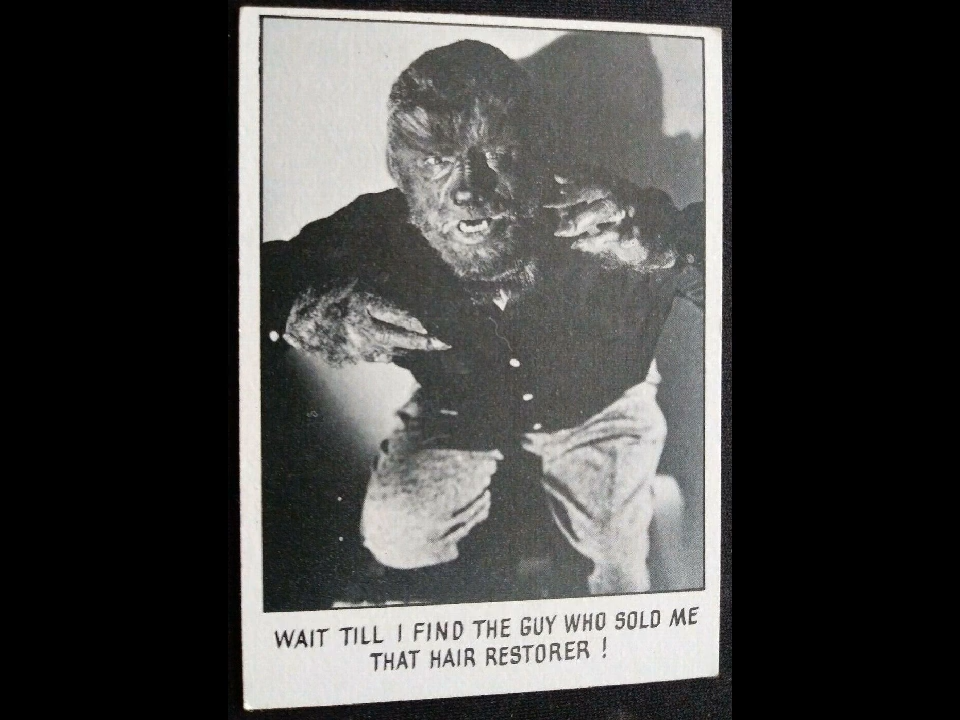 WAIT TILL I FIND THE GUY WHO SOLD ME
THAT HAIR RESTORER !